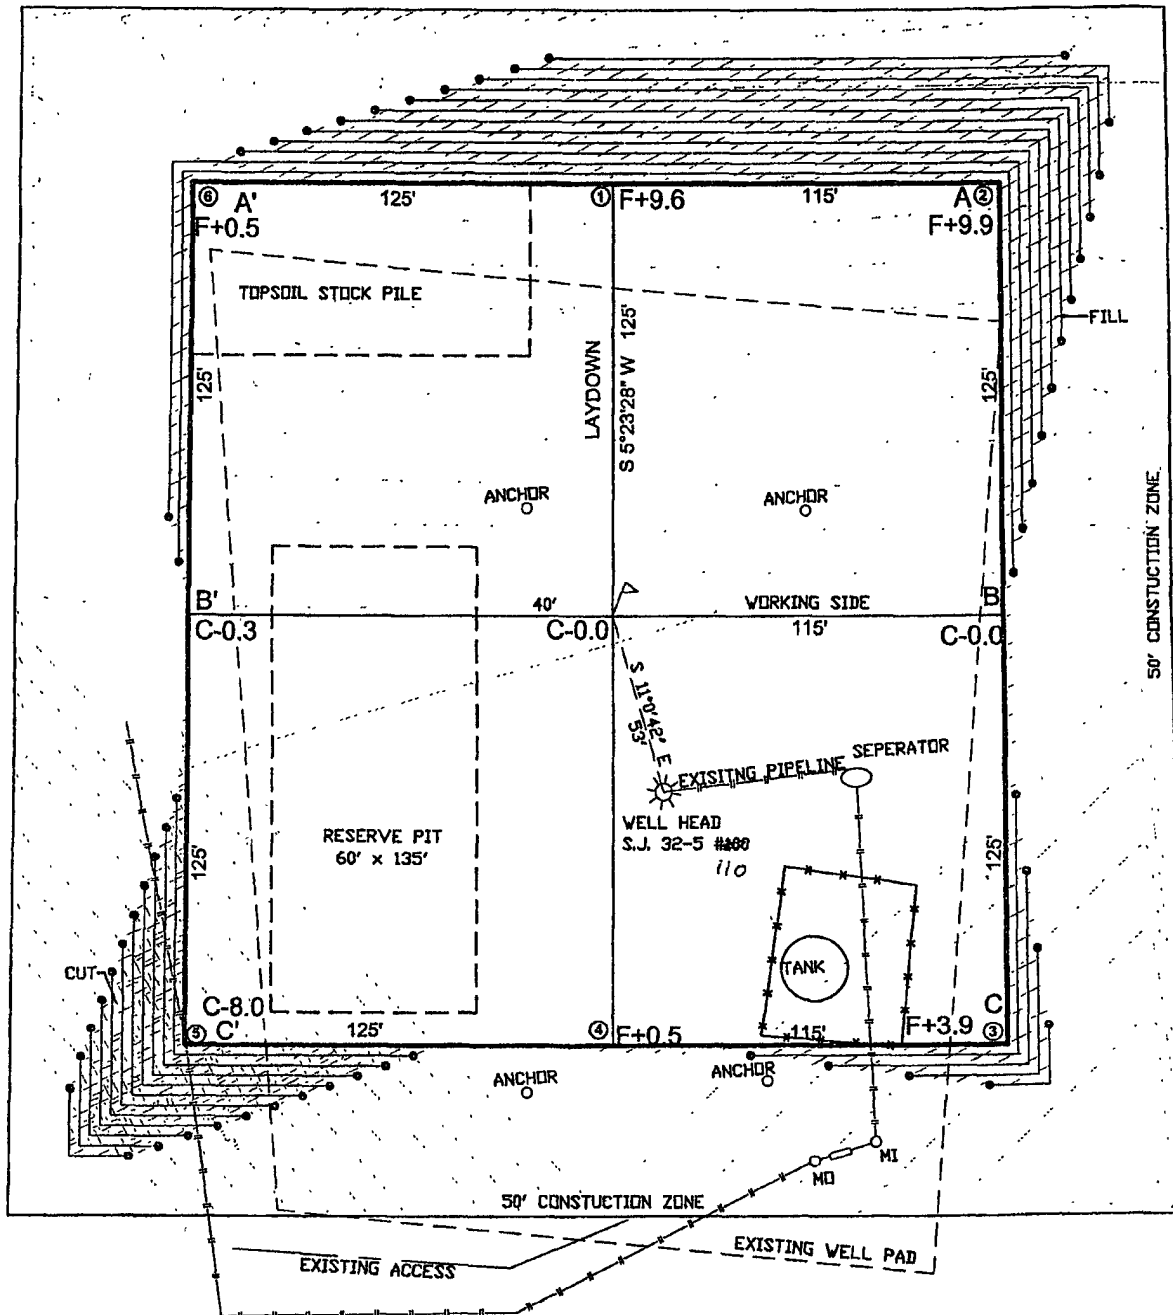 ⑥ A' 125' ① F+9.6 115' A ②
F+0.5 F+9.9
TOPSOIL STOCK PILE
FILL
LAYDOWN
S 5°23'28" W 125'
125'
125'
ANCHOR
ANCHOR
50' CONSTUCTION ZONE
B' 40' WORKING SIDE B
C-0.3 C-0.0 115' C-0.0
S 11°0'42" E
53'
SEPERATOR
EXISITNG PIPELINE
WELL HEAD
S.J. 32-5
110
RESERVE PIT
60' x 135'
125'
125'
CUT
TANK
C-8.0 C
⑤ C' 125' ④ F+0.5 115' F+3.9 ③
ANCHOR
ANCHOR
MI
MO
50' CONSTUCTION ZONE
EXISTING WELL PAD
EXISTING ACCESS